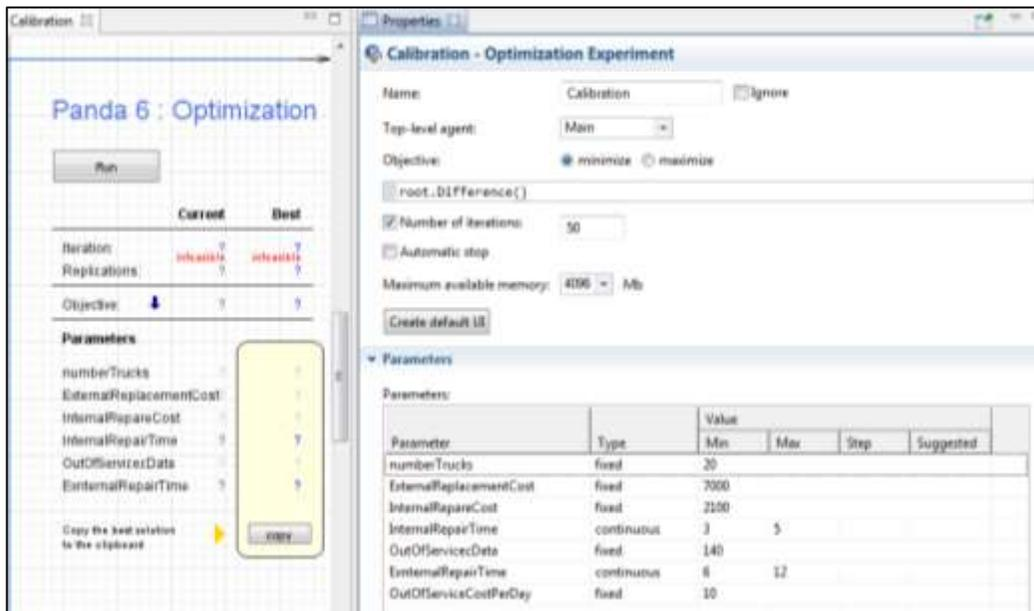 Calibration
Panda 6 : Optimization
Run
Current Best
Iteration: ? ?
infeasible infeasible
Replications: ? ?
Objective: ? ?
Parameters
numberTrucks ? ?
ExternalReplacementCost ? ?
InternalRepareCost ? ?
InternalRepairTime ? ?
OutOfServicecData ? ?
ExnternalRepairTime ? ?
Copy the best solution
to the clipboard
copy
Properties
Calibration - Optimization Experiment
Name: Calibration Ignore
Top-level agent: Main
Objective: minimize maximize
root.Difference()
Number of iterations: 50
Automatic stop
Maximum available memory: 4096 Mb
Create default UI
Parameters
Parameters:
Value
Parameter Type Min Max Step Suggested
numberTrucks fixed 20
ExternalReplacementCost fixed 7000
InternalRepareCost fixed 2100
InternalRepairTime continuous 3 5
OutOfServicecData fixed 140
ExnternalRepairTime continuous 6 12
OutOfServiceCostPerDay fixed 10